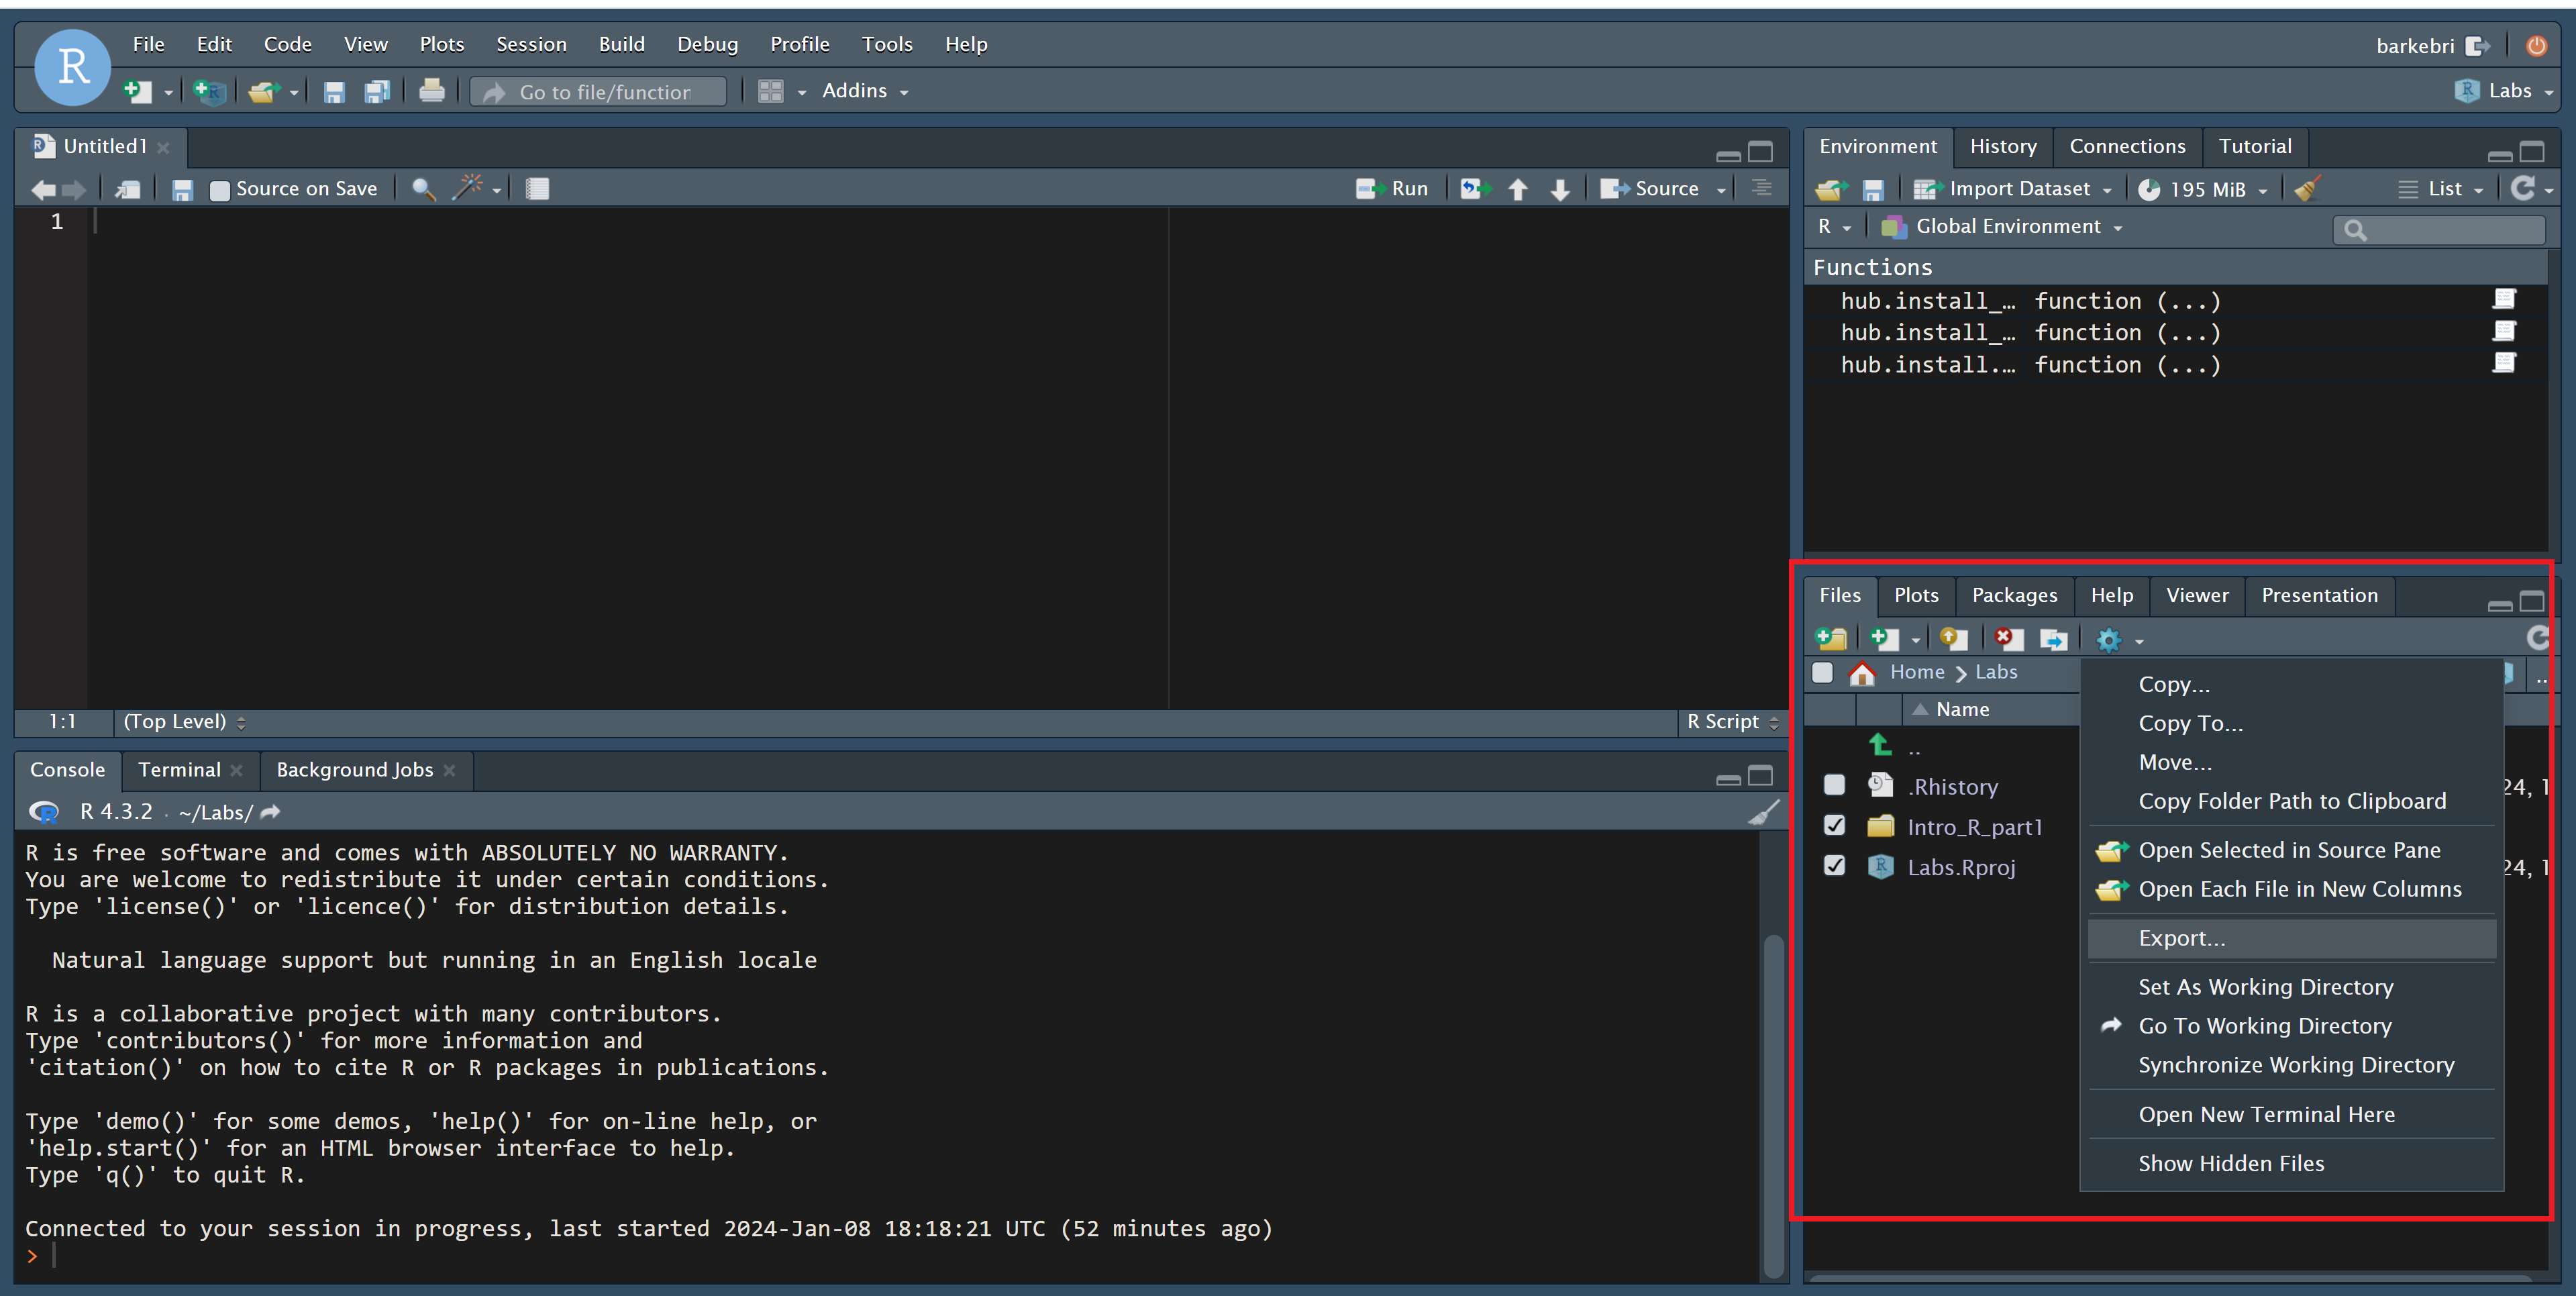 R
File Edit Code View Plots Session Build Debug Profile Tools Help
barkebri
Go to file/function
Addins
Labs
Untitled1
Source on Save
Run
Source
1
1:1
(Top Level)
R Script
Console Terminal Background Jobs
R 4.3.2 · ~/Labs/
R is free software and comes with ABSOLUTELY NO WARRANTY.
You are welcome to redistribute it under certain conditions.
Type 'license()' or 'licence()' for distribution details.
Natural language support but running in an English locale
R is a collaborative project with many contributors.
Type 'contributors()' for more information and
'citation()' on how to cite R or R packages in publications.
Type 'demo()' for some demos, 'help()' for on-line help, or
'help.start()' for an HTML browser interface to help.
Type 'q()' to quit R.
Connected to your session in progress, last started 2024-Jan-08 18:18:21 UTC (52 minutes ago)
>
Environment History Connections Tutorial
Import Dataset 195 MiB List
R Global Environment
Functions
hub.install_… function (...)
hub.install_… function (...)
hub.install.… function (...)
Files Plots Packages Help Viewer Presentation
Home Labs ..
Name
..
.Rhistory 24, 1
Intro_R_part1
Labs.Rproj 24, 1
Copy...
Copy To...
Move...
Copy Folder Path to Clipboard
Open Selected in Source Pane
Open Each File in New Columns
Export...
Set As Working Directory
Go To Working Directory
Synchronize Working Directory
Open New Terminal Here
Show Hidden Files